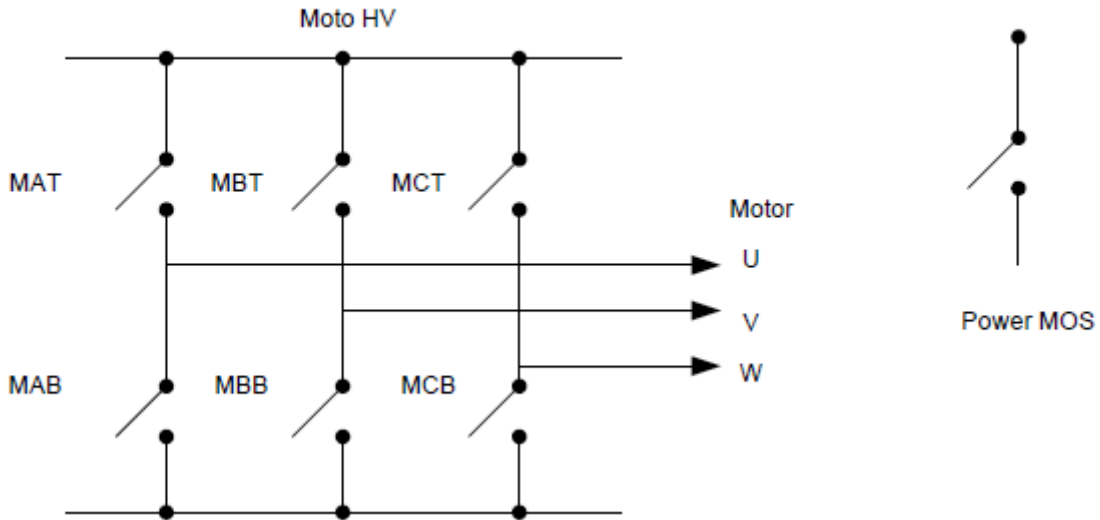 Moto HV
MAT
MBT
MCT
Motor
U
V
W
Power MOS
MAB
MBB
MCB